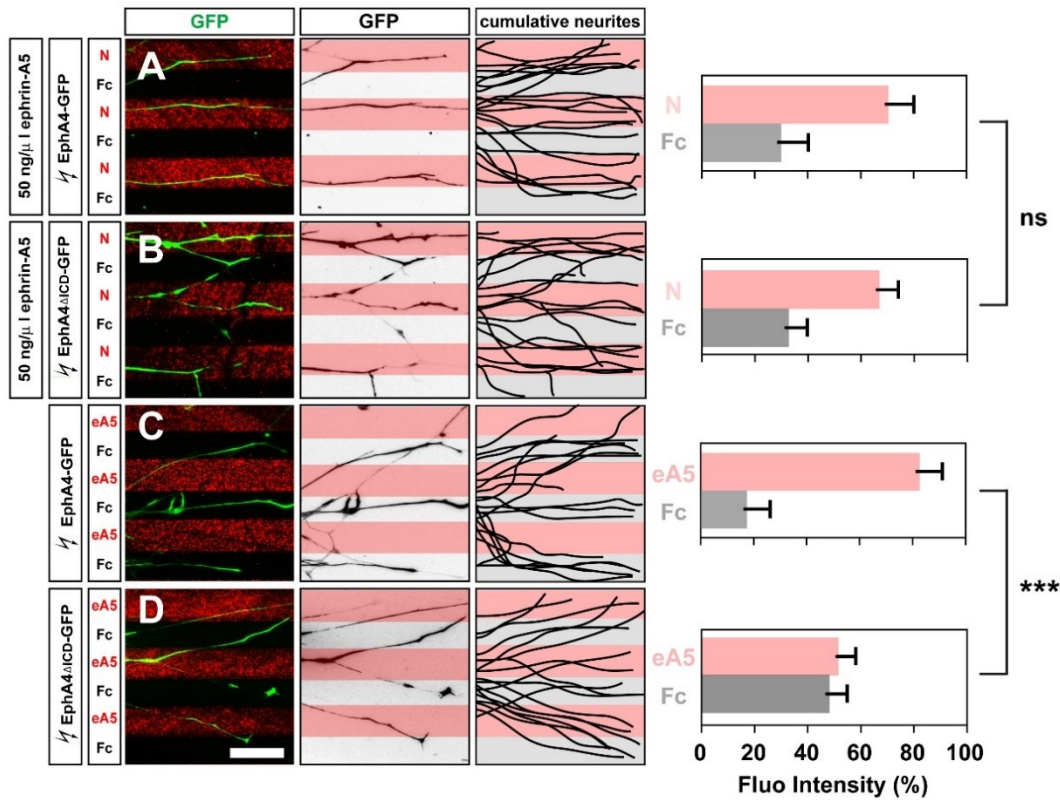 GFP GFP cumulative neurites
50 ng/μ l ephrin-A5
EphA4-GFP
N
Fc
N
Fc
N
Fc
A
N
Fc
ns
50 ng/μ l ephrin-A5
EphA4ΔICD-GFP
N
Fc
N
Fc
N
Fc
B
N
Fc
EphA4-GFP
eA5
Fc
eA5
Fc
eA5
Fc
C
eA5
Fc
***
EphA4ΔICD-GFP
eA5
Fc
eA5
Fc
eA5
Fc
D
eA5
Fc
0 20 40 60 80 100
Fluo Intensity (%)